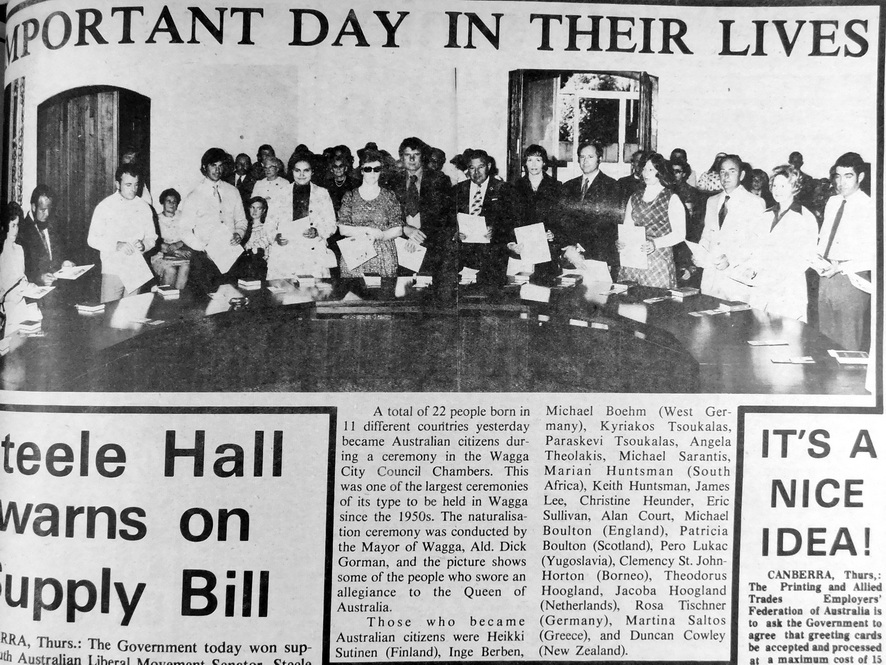 IMPORTANT DAY IN THEIR LIVES
Steele Hall
warns on
Supply Bill
RRA, Thurs.: The Government today won sup-
uth Australian Liberal Movement Senator, Steele
A total of 22 people born in
11 different countries yesterday
became Australian citizens dur-
ing a ceremony in the Wagga
City Council Chambers. This
was one of the largest ceremonies
of its type to be held in Wagga
since the 1950s. The naturalisa-
tion ceremony was conducted by
the Mayor of Wagga, Ald. Dick
Gorman, and the picture shows
some of the people who swore an
allegiance to the Queen of
Australia.
Those who became
Australian citizens were Heikki
Sutinen (Finland), Inge Berben,
Michael Boehm (West Ger-
many), Kyriakos Tsoukalas,
Paraskevi Tsoukalas, Angela
Theolakis, Michael Sarantis,
Marian Huntsman (South
Africa), Keith Huntsman, James
Lee, Christine Heunder, Eric
Sullivan, Alan Court, Michael
Boulton (England), Patricia
Boulton (Scotland), Pero Lukac
(Yugoslavia), Clemency St. John-
Horton (Borneo), Theodorus
Hoogland, Jacoba Hoogland
(Netherlands), Rosa Tischner
(Germany), Martina Saltos
(Greece), and Duncan Cowley
(New Zealand).
IT'S A
NICE
IDEA!
CANBERRA, Thurs.:
The Printing and Allied
Trades Employers'
Federation of Australia is
to ask the Government to
agree that greeting cards
be accepted and processed
at a maximum cost of 15